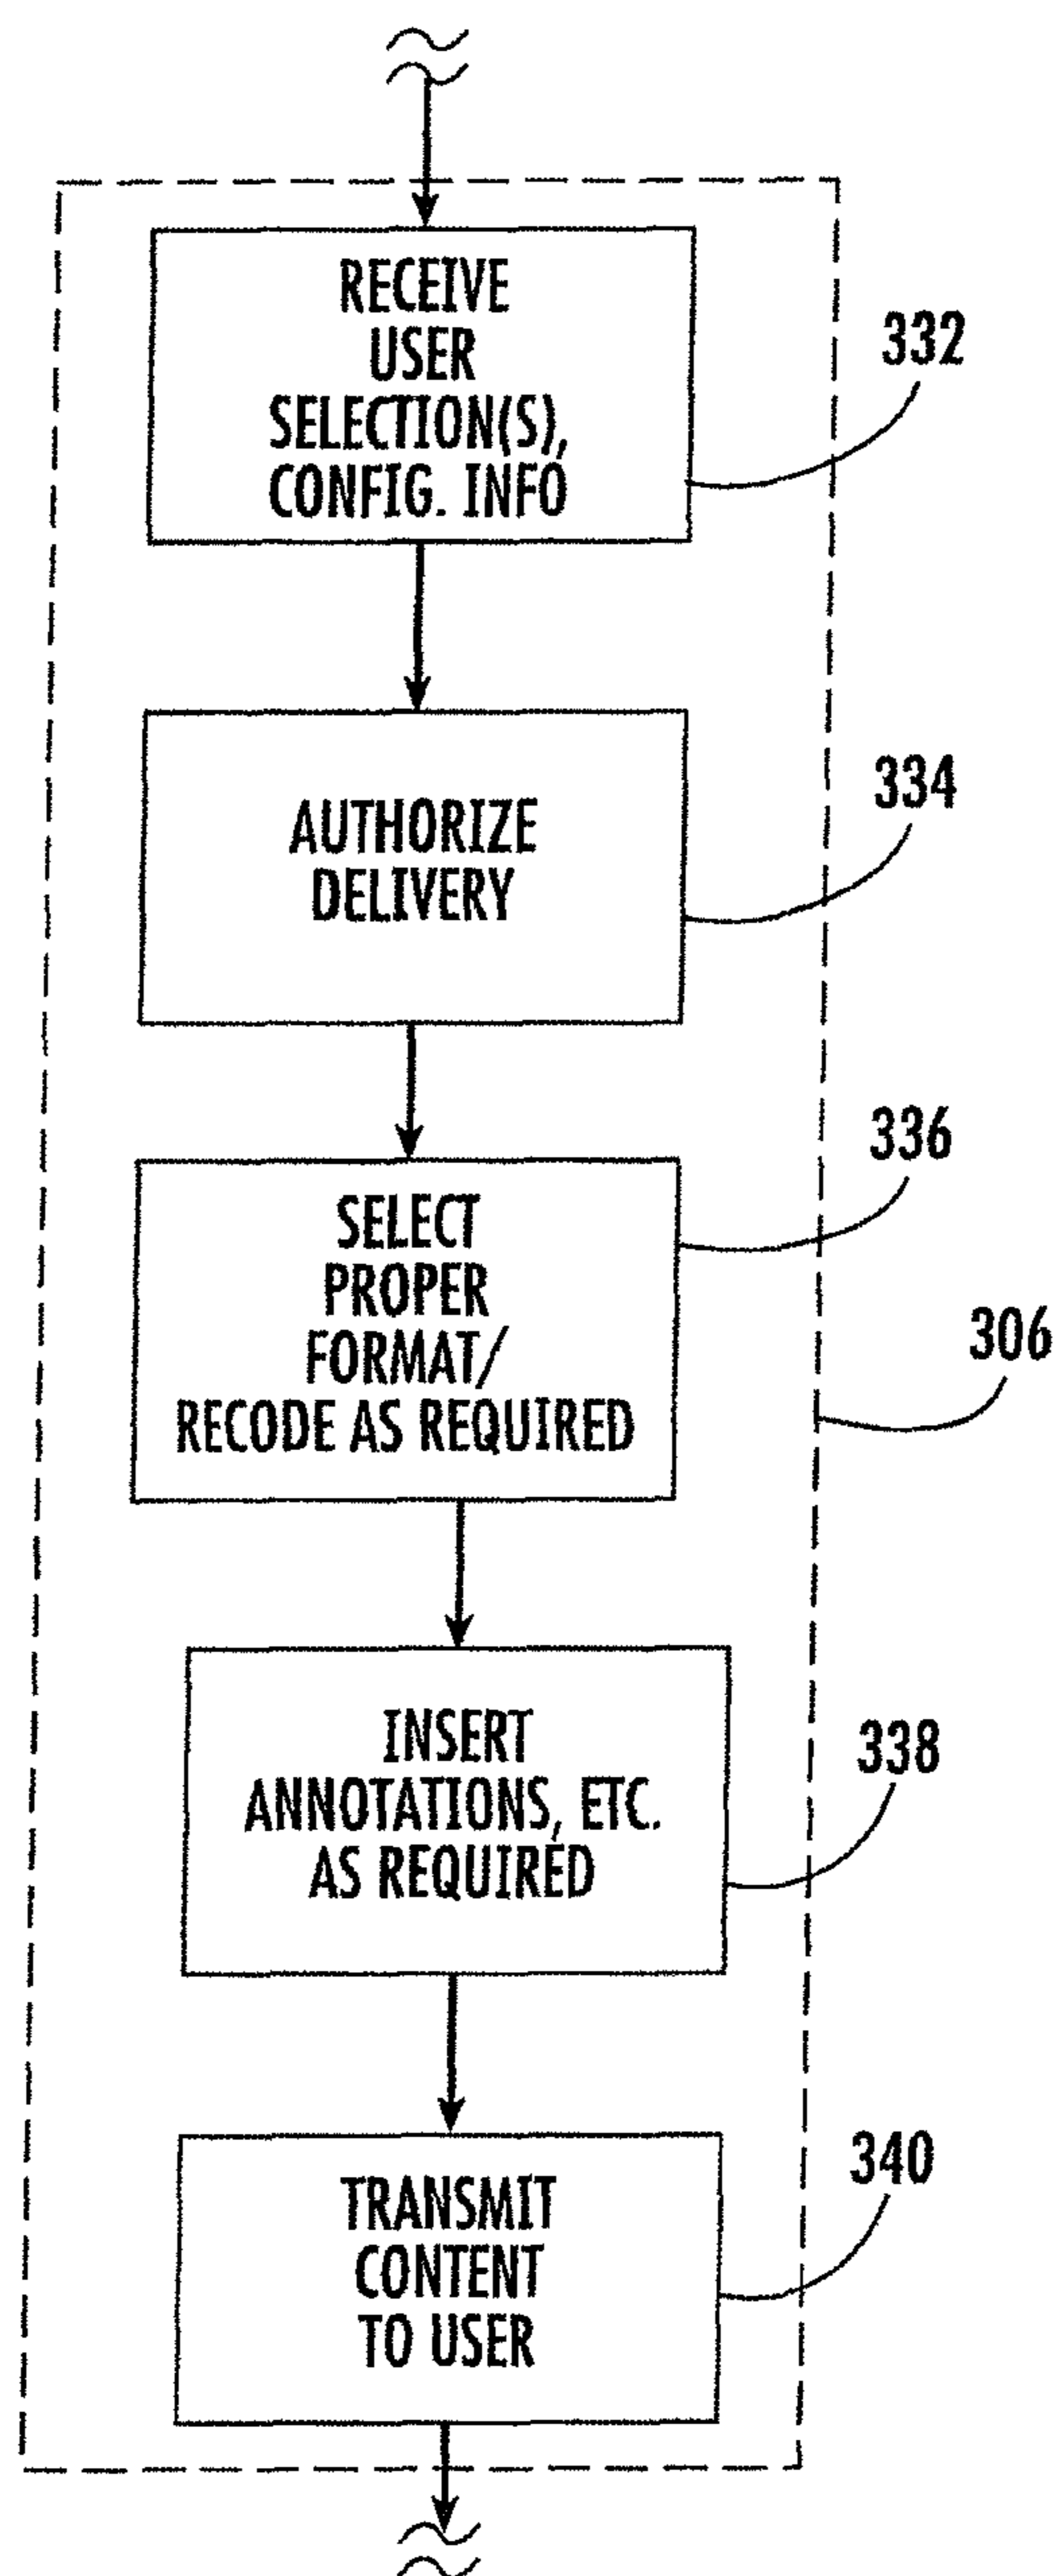 RECEIVE
USER
SELECTION(S),
CONFIG. INFO
332
AUTHORIZE
DELIVERY
334
SELECT
PROPER
FORMAT/
RECODE AS REQUIRED
336
306
INSERT
ANNOTATIONS, ETC.
AS REQUIRED
338
TRANSMIT
CONTENT
TO USER
340